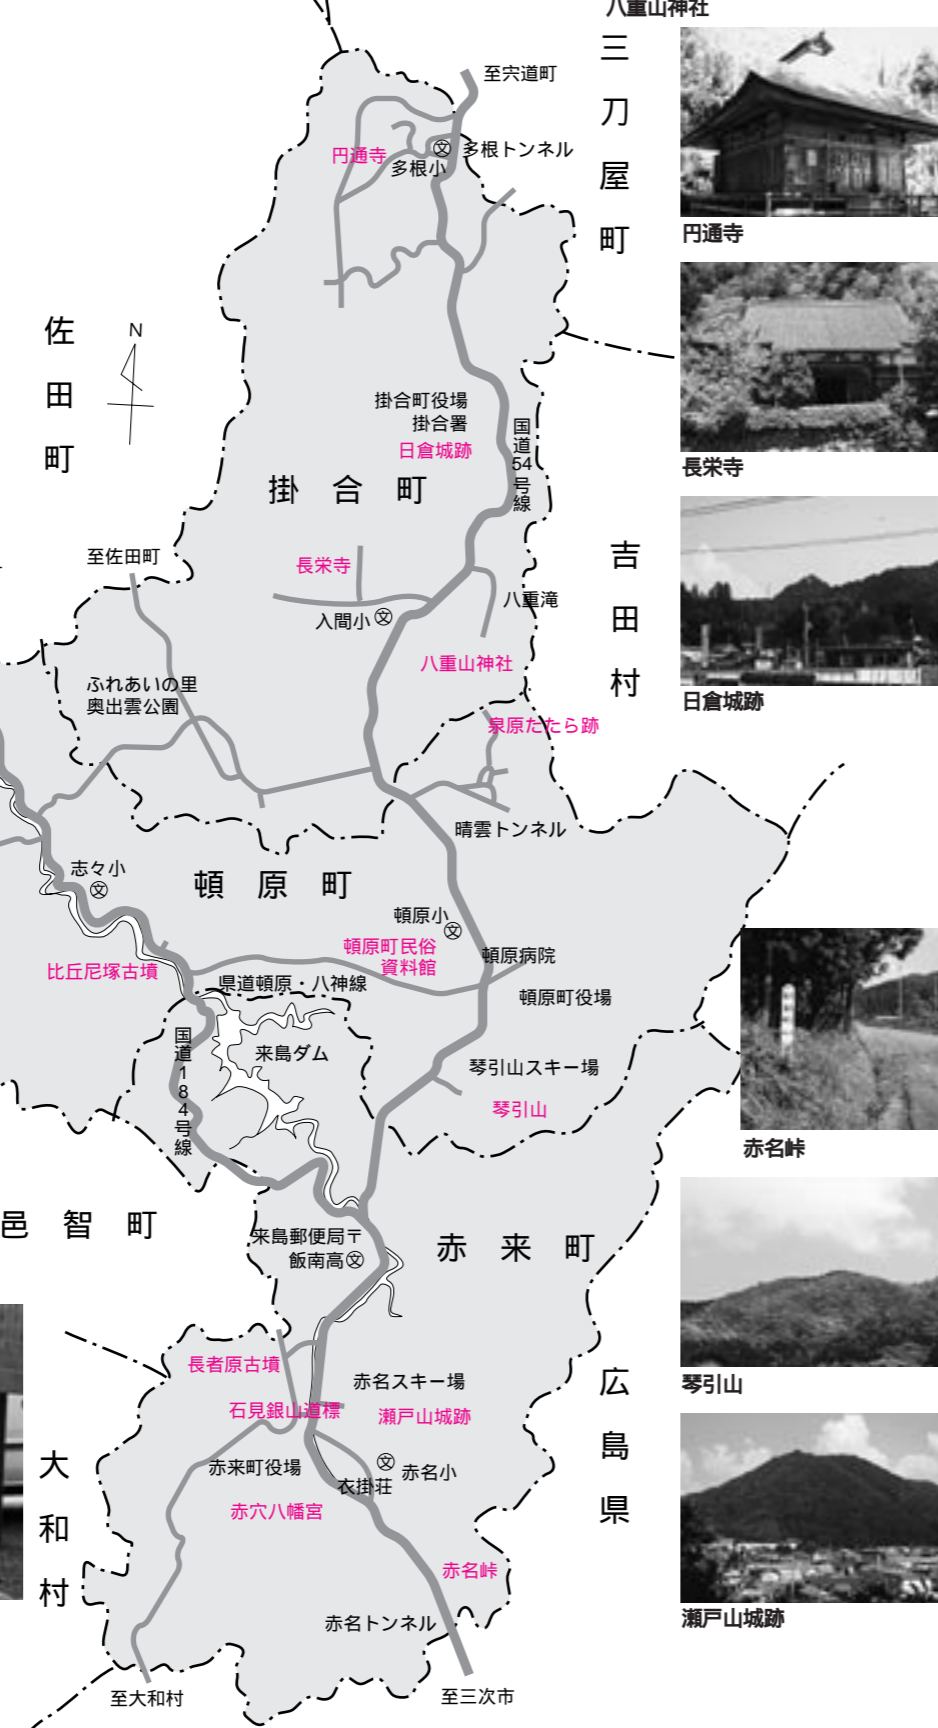 八重山神社
三刀屋町
至宍道町
円通寺
多根小
文
多根トンネル
円通寺
佐田町
N
長栄寺
掛合町役場
掛合署
日倉城跡
国道54号線
掛合町
吉田村
至佐田町
長栄寺
入間小
文
八重滝
八重山神社
日倉城跡
ふれあいの里
奥出雲公園
泉原たたら跡
晴雲トンネル
志々小
文
頓原町
頓原小
文
頓原町民俗
資料館
頓原病院
比丘尼塚古墳
県道頓原・八神線
頓原町役場
国道184号線
来島ダム
琴引山スキー場
琴引山
赤名峠
邑智町
来島郵便局〒
飯南高
文
赤来町
長者原古墳
赤名スキー場
琴引山
石見銀山道標
瀬戸山城跡
広島県
大和村
赤来町役場
文
赤名小
衣掛荘
赤穴八幡宮
赤名峠
瀬戸山城跡
赤名トンネル
至大和村
至三次市